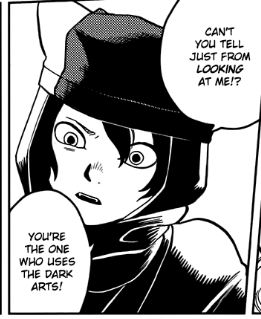 CAN'T
YOU TELL
JUST FROM
LOOKING
AT ME!?
YOU'RE
THE ONE
WHO USES
THE DARK
ARTS!